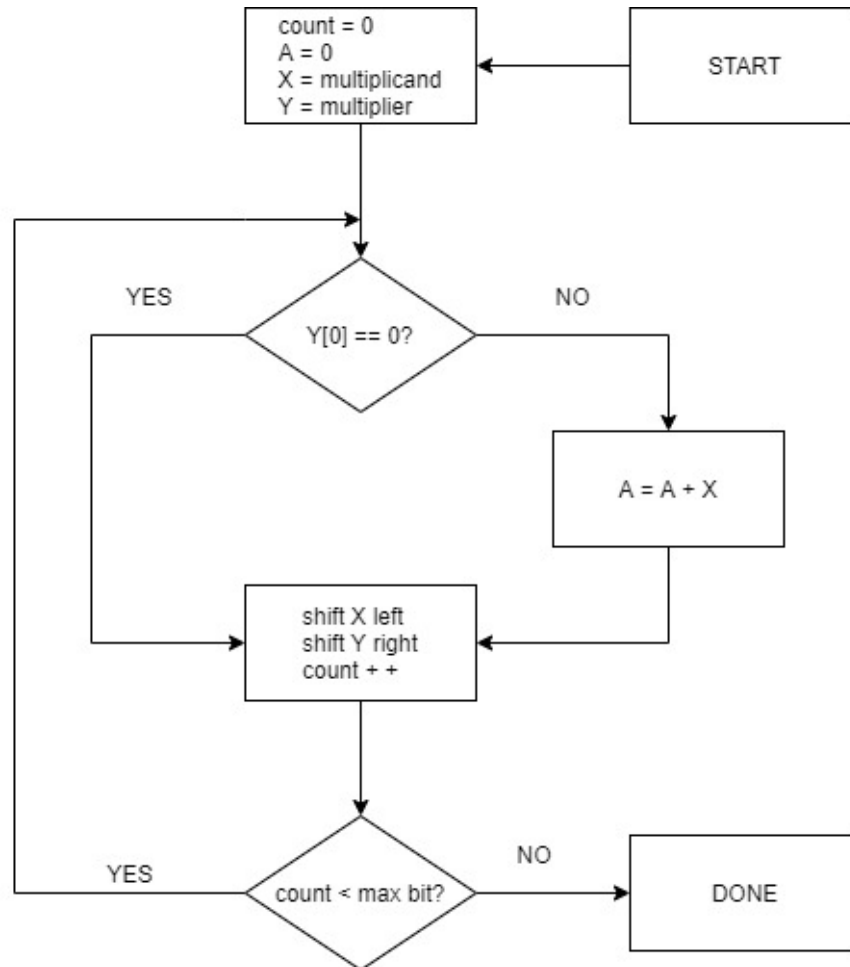 START
count = 0
A = 0
X = multiplicand
Y = multiplier
YES
NO
Y[0] == 0?
A = A + X
shift X left
shift Y right
count + +
YES
NO
count < max bit?
DONE